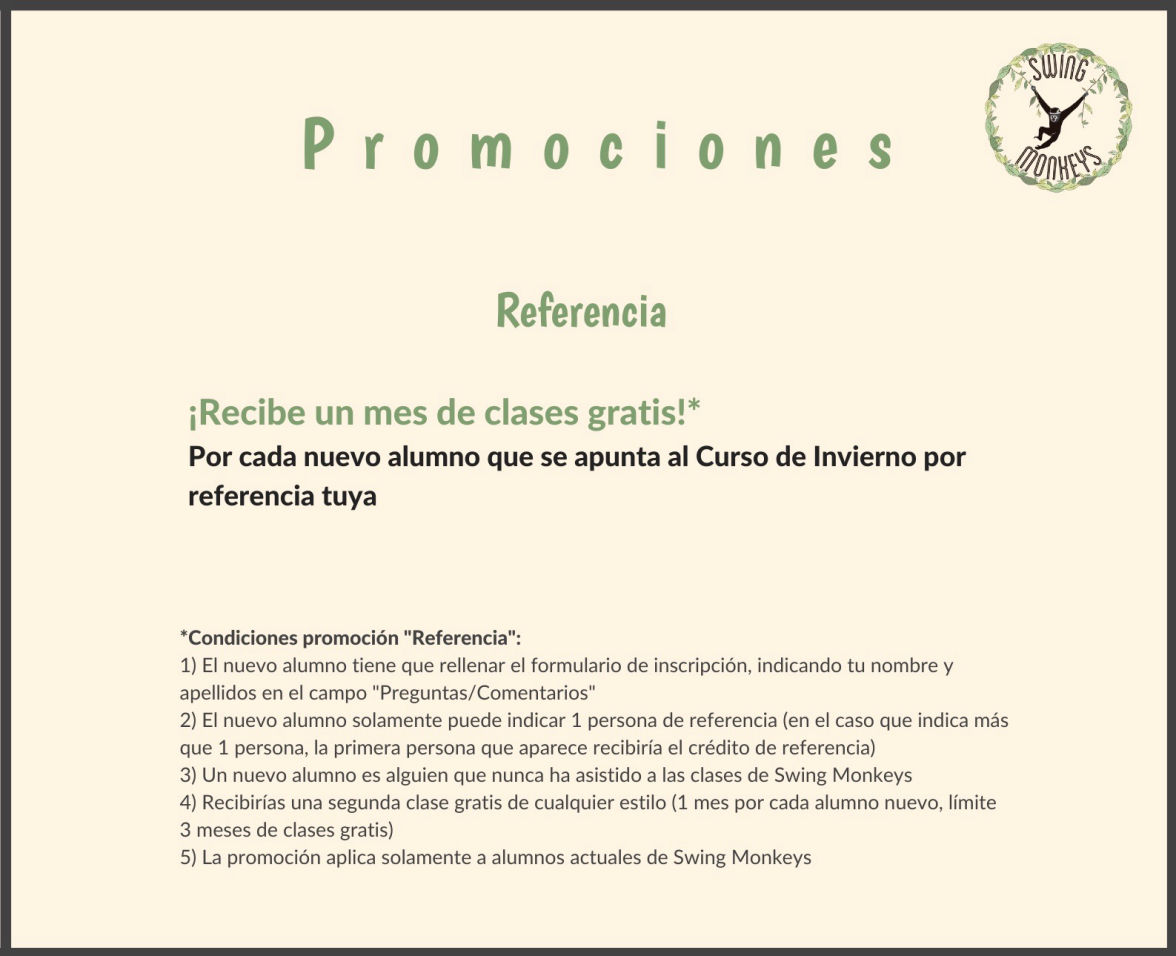 SWING
MONKEYS
Promociones
Referencia
¡Recibe un mes de clases gratis!*
Por cada nuevo alumno que se apunta al Curso de Invierno por
referencia tuya
*Condiciones promoción "Referencia":
1) El nuevo alumno tiene que rellenar el formulario de inscripción, indicando tu nombre y
apellidos en el campo "Preguntas/Comentarios"
2) El nuevo alumno solamente puede indicar 1 persona de referencia (en el caso que indica más
que 1 persona, la primera persona que aparece recibiría el crédito de referencia)
3) Un nuevo alumno es alguien que nunca ha asistido a las clases de Swing Monkeys
4) Recibirías una segunda clase gratis de cualquier estilo (1 mes por cada alumno nuevo, límite
3 meses de clases gratis)
5) La promoción aplica solamente a alumnos actuales de Swing Monkeys